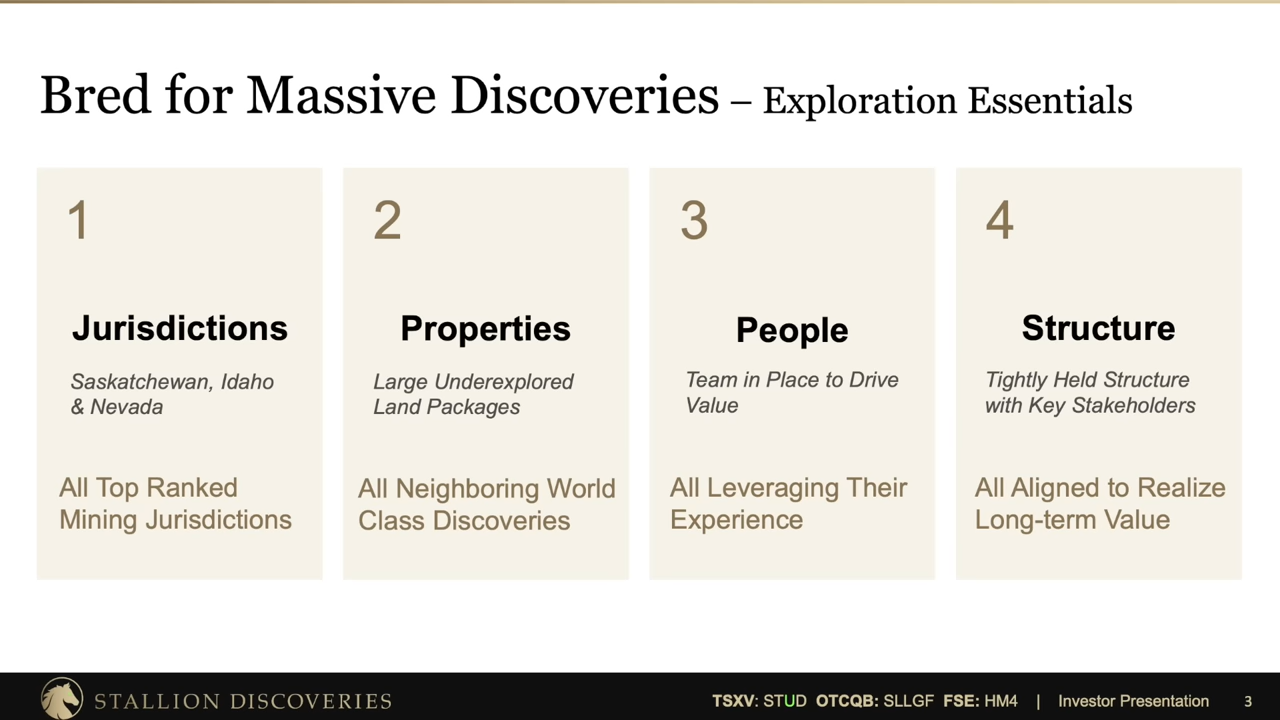 Bred for Massive Discoveries – Exploration Essentials
1
Jurisdictions
Saskatchewan, Idaho
& Nevada
All Top Ranked
Mining Jurisdictions
2
Properties
Large Underexplored
Land Packages
All Neighboring World
Class Discoveries
3
People
Team in Place to Drive
Value
All Leveraging Their
Experience
4
Structure
Tightly Held Structure
with Key Stakeholders
All Aligned to Realize
Long-term Value
STALLION DISCOVERIES
TSXV: STUD OTCQB: SLLGF FSE: HM4 | Investor Presentation 3